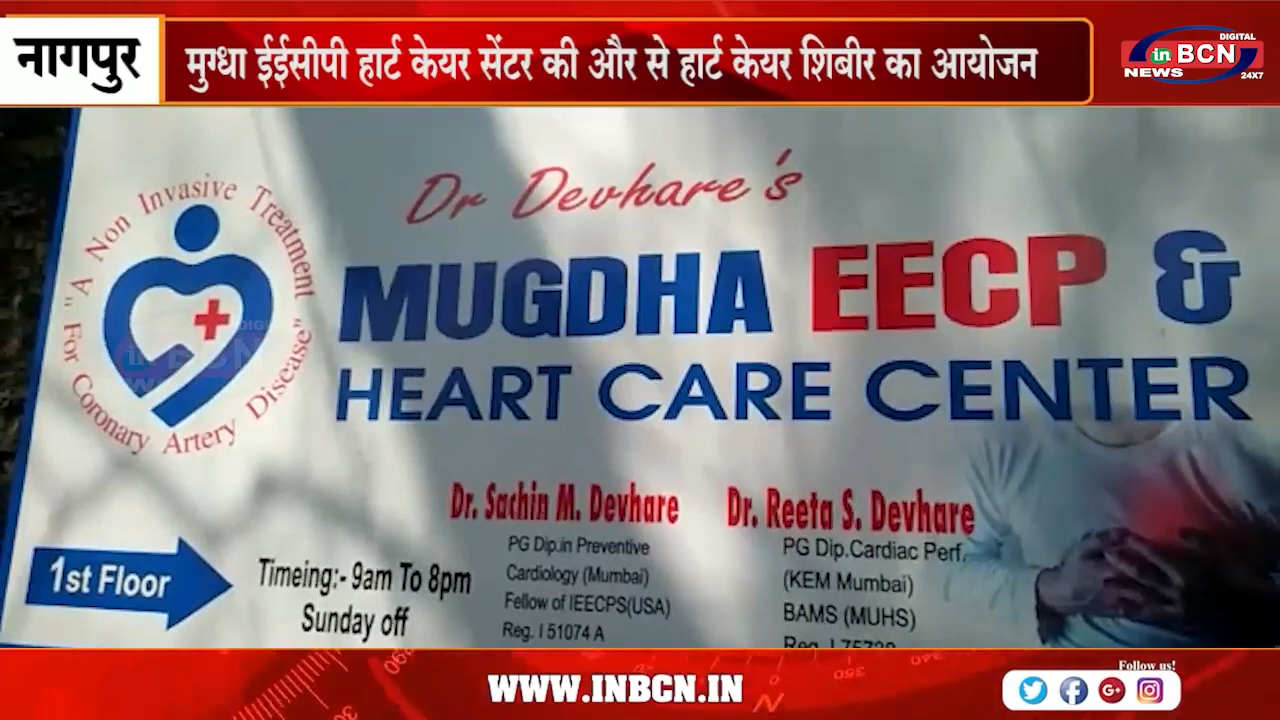 नागपुर
मुग्धा ईईसीपी हार्ट केयर सेंटर की और से हार्ट केयर शिबीर का आयोजन
DIGITAL
in BCN
NEWS 24X7
Dr Devhare's
MUGDHA EECP &
HEART CARE CENTER
"A Non Invasive Treatment
For Coronary Artery Disease"
Dr. Sachin M. Devhare
PG Dip.in Preventive
Cardiology (Mumbai)
Fellow of IEECPS(USA)
Reg. I 51074 A
Dr. Reeta S. Devhare
PG Dip.Cardiac Perf.
(KEM Mumbai)
BAMS (MUHS)
1st Floor
Timeing:- 9am To 8pm
Sunday off
WWW.INBCN.IN
Follow us!